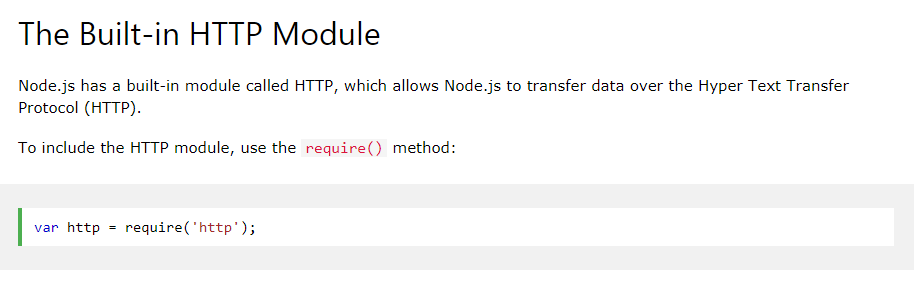 The Built-in HTTP Module
Node.js has a built-in module called HTTP, which allows Node.js to transfer data over the Hyper Text Transfer
Protocol (HTTP).
To include the HTTP module, use the require() method:
var http = require('http');